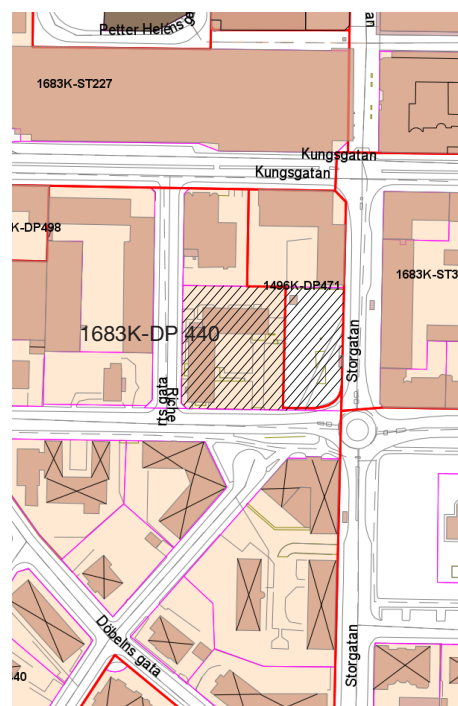 Petter Heléns g
an
1683K-ST227
Kungsgatan
Kungsgatan
K-DP498
1496K-DP471
1683K-ST3
1683K-DP 440
Storgatan
rts gata
Döbelns gata
Storgatan
40